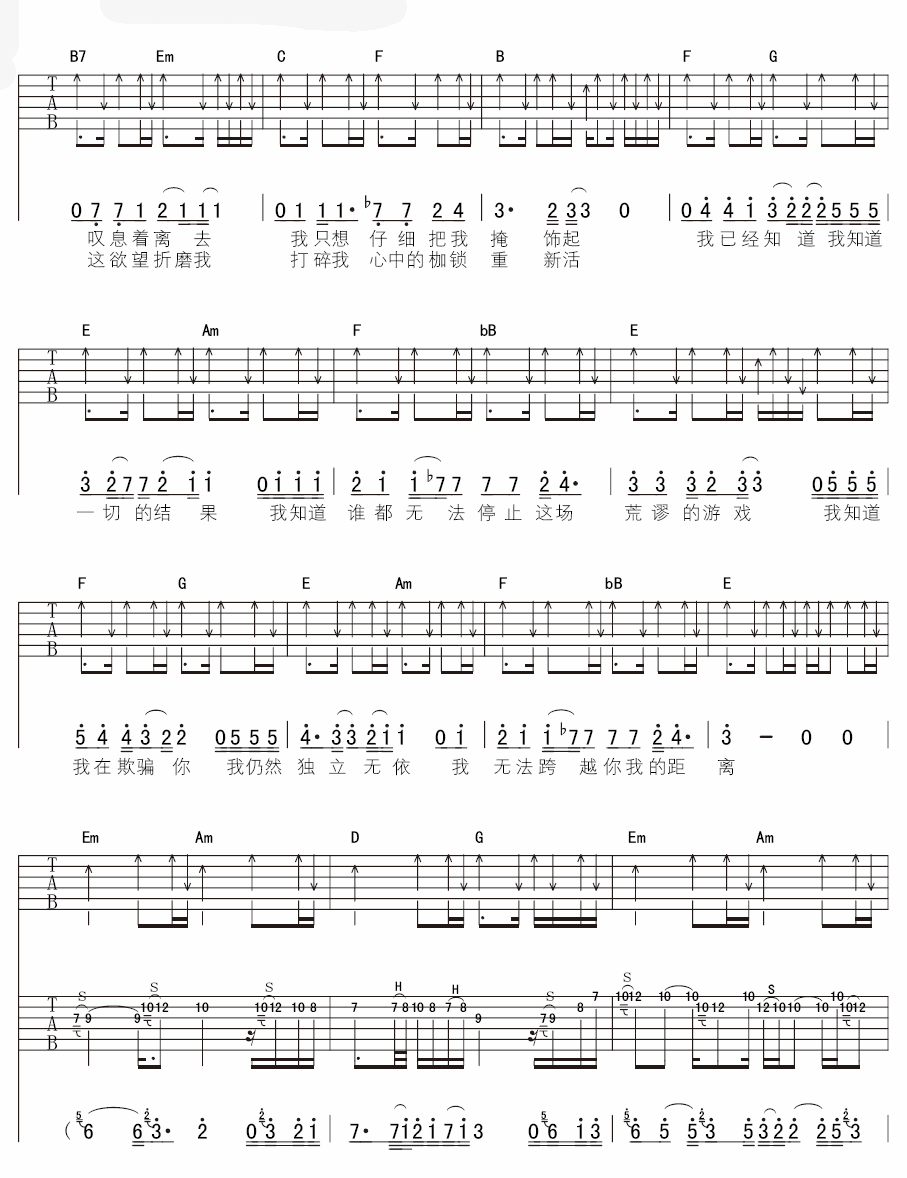 B7 Em C F B F G
T
A
B
0 7 7 1 2 1 1 1 0 1 1 1· ♭7 7 2 4 3· 2 3 3 0 0 4 4 i 3 2 2 2 5 5 5
叹息着离 去 我只想 仔细把我 掩 饰起 我已经知 道 我知道
这欲望折磨我 打碎我 心中的枷锁 重 新活
E Am F bB E
T
A
B
3 2 7 7 2 1 1 0 1 1 1 2 1 1 ♭7 7 7 7 2 4· 3 3 3 2 3 3 0 5 5 5
一切 的结 果 我知道 谁都 无 法停止这场 荒谬的游 戏 我知道
F G E Am F bB E
T
A
B
5 4 4 3 2 2 0 5 5 5 4· 3 3 2 1 1 0 1 2 1 1 ♭7 7 7 7 2 4· 3 – 0 0
我在欺骗 你 我仍然 独立无依 我 无法跨 越你我的距 离
Em Am D G Em Am
T
A
B
S S S H H S S S
T
A
B
7 9 9 10 12 10 10 12 10 8 7 7 8 10 8 7 8 9 7 9 8 7 10 12 10 10 10 12 10 12 10 10 10 10 10 12
( 6 6 3· 2 0 3 2 1 7· 7 1 2 1 7 1 3 0 6 1 3 6 5 5 3 5 3 2 2 2 5 3